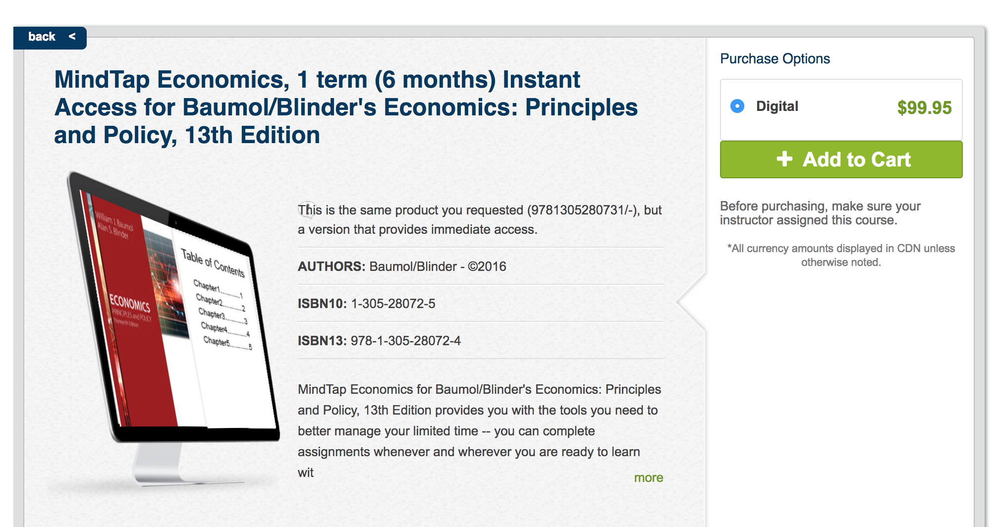 back <
MindTap Economics, 1 term (6 months) Instant
Access for Baumol/Blinder's Economics: Principles
and Policy, 13th Edition
William J. Baumol
Alan S. Blinder
ECONOMICS
PRINCIPLES and POLICY
Thirteenth Edition
Table of Contents
Chapter1...........1
Chapter2...........2
Chapter3...........3
Chapter4...........4
Chapter5...........5
This is the same product you requested (9781305280731/-), but
a version that provides immediate access.
AUTHORS: Baumol/Blinder - ©2016
ISBN10: 1-305-28072-5
ISBN13: 978-1-305-28072-4
MindTap Economics for Baumol/Blinder's Economics: Principles
and Policy, 13th Edition provides you with the tools you need to
better manage your limited time -- you can complete
assignments whenever and wherever you are ready to learn
wit
more
Purchase Options
Digital $99.95
+ Add to Cart
Before purchasing, make sure your
instructor assigned this course.
*All currency amounts displayed in CDN unless
otherwise noted.